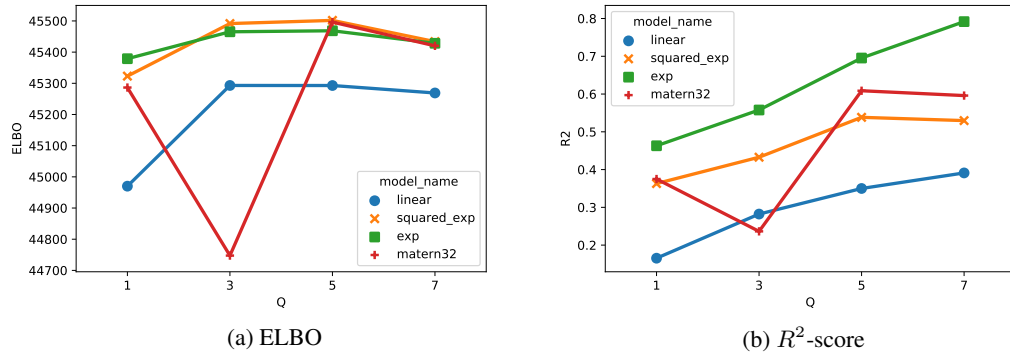 45500
45400
45300
45200
45100
45000
44900
44800
44700
ELBO
1
3
5
7
Q
model_name
linear
squared_exp
exp
matern32
(a) ELBO
0.8
0.7
0.6
0.5
0.4
0.3
0.2
R2
1
3
5
7
Q
model_name
linear
squared_exp
exp
matern32
(b) R²-score